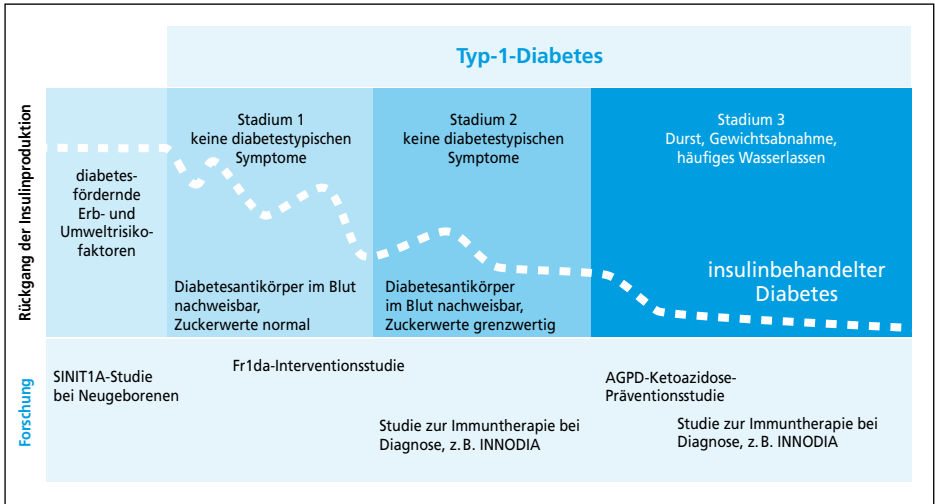 Typ-1-Diabetes
Rückgang der Insulinproduktion
diabetes-
fördernde
Erb- und
Umweltrisiko-
faktoren
Stadium 1
keine diabetestypischen
Symptome
Diabetesantikörper im Blut
nachweisbar,
Zuckerwerte normal
Stadium 2
keine diabetestypischen
Symptome
Diabetesantikörper
im Blut nachweisbar,
Zuckerwerte grenzwertig
Stadium 3
Durst, Gewichtsabnahme,
häufiges Wasserlassen
insulinbehandelter
Diabetes
Forschung
SINIT1A-Studie
bei Neugeborenen
Fr1da-Interventionsstudie
Studie zur Immuntherapie bei
Diagnose, z. B. INNODIA
AGPD-Ketoazidose-
Präventionsstudie
Studie zur Immuntherapie bei
Diagnose, z. B. INNODIA